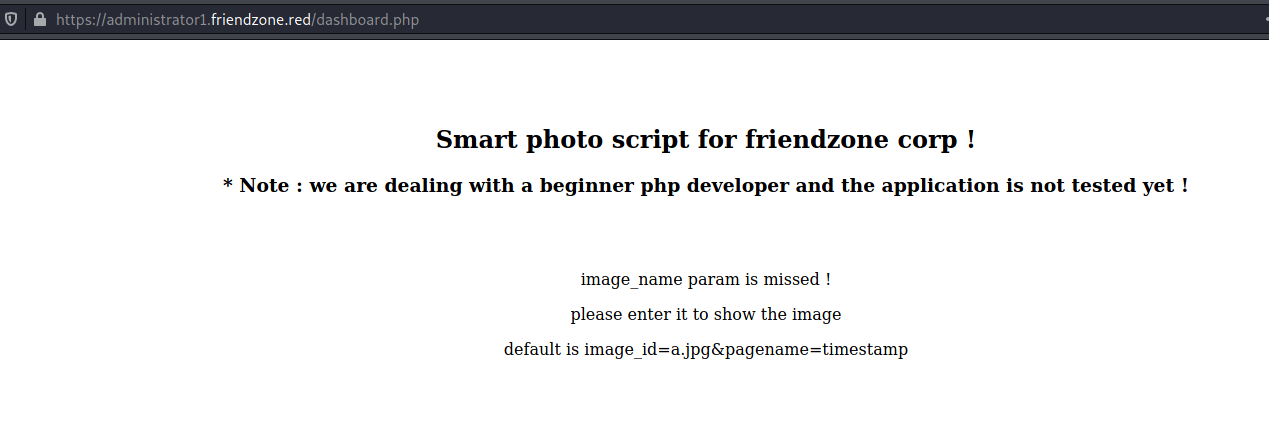 https://administrator1.friendzone.red/dashboard.php
Smart photo script for friendzone corp !
* Note : we are dealing with a beginner php developer and the application is not tested yet !
image_name param is missed !
please enter it to show the image
default is image_id=a.jpg&pagename=timestamp